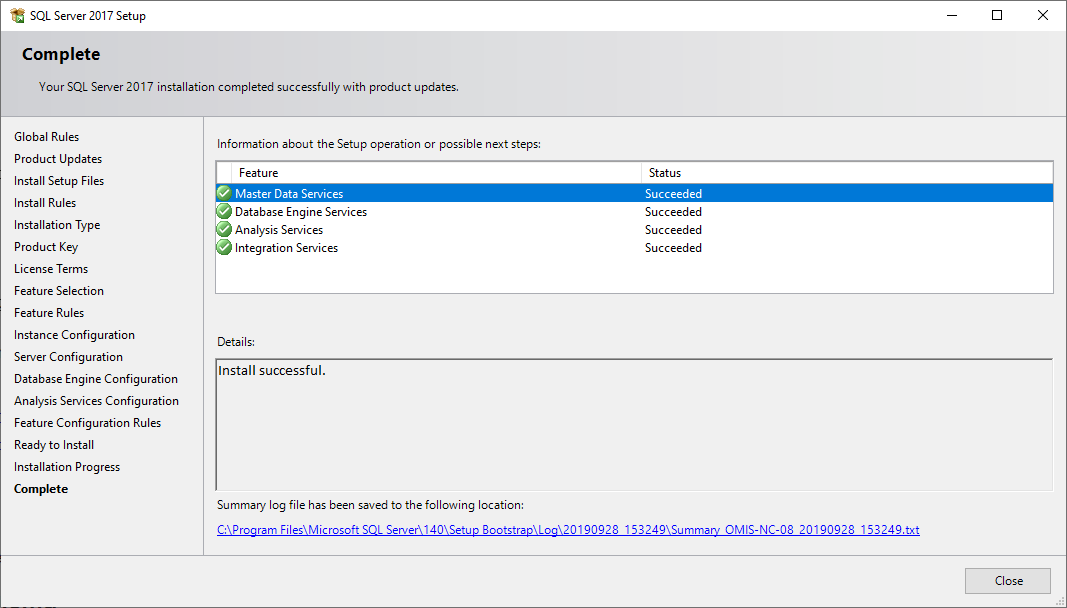 SQL Server 2017 Setup
Complete
Your SQL Server 2017 installation completed successfully with product updates.
Global Rules
Product Updates
Install Setup Files
Install Rules
Installation Type
Product Key
License Terms
Feature Selection
Feature Rules
Instance Configuration
Server Configuration
Database Engine Configuration
Analysis Services Configuration
Feature Configuration Rules
Ready to Install
Installation Progress
Complete
Information about the Setup operation or possible next steps:
Feature Status
Master Data Services Succeeded
Database Engine Services Succeeded
Analysis Services Succeeded
Integration Services Succeeded
Details:
Install successful.
Summary log file has been saved to the following location:
C:\Program Files\Microsoft SQL Server\140\Setup Bootstrap\Log\20190928_153249\Summary_OMIS-NC-08_20190928_153249.txt
Close